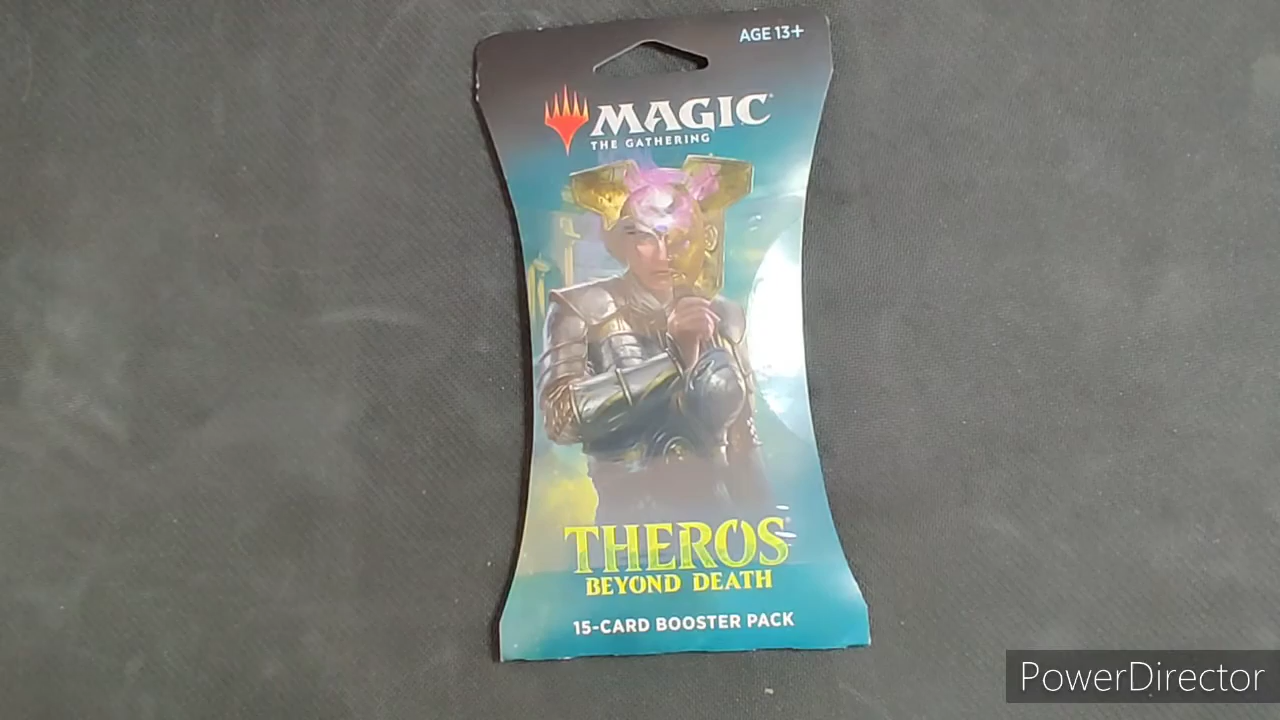 AGE 13+
MAGIC
THE GATHERING
THEROS
BEYOND DEATH
15-CARD BOOSTER PACK
PowerDirector